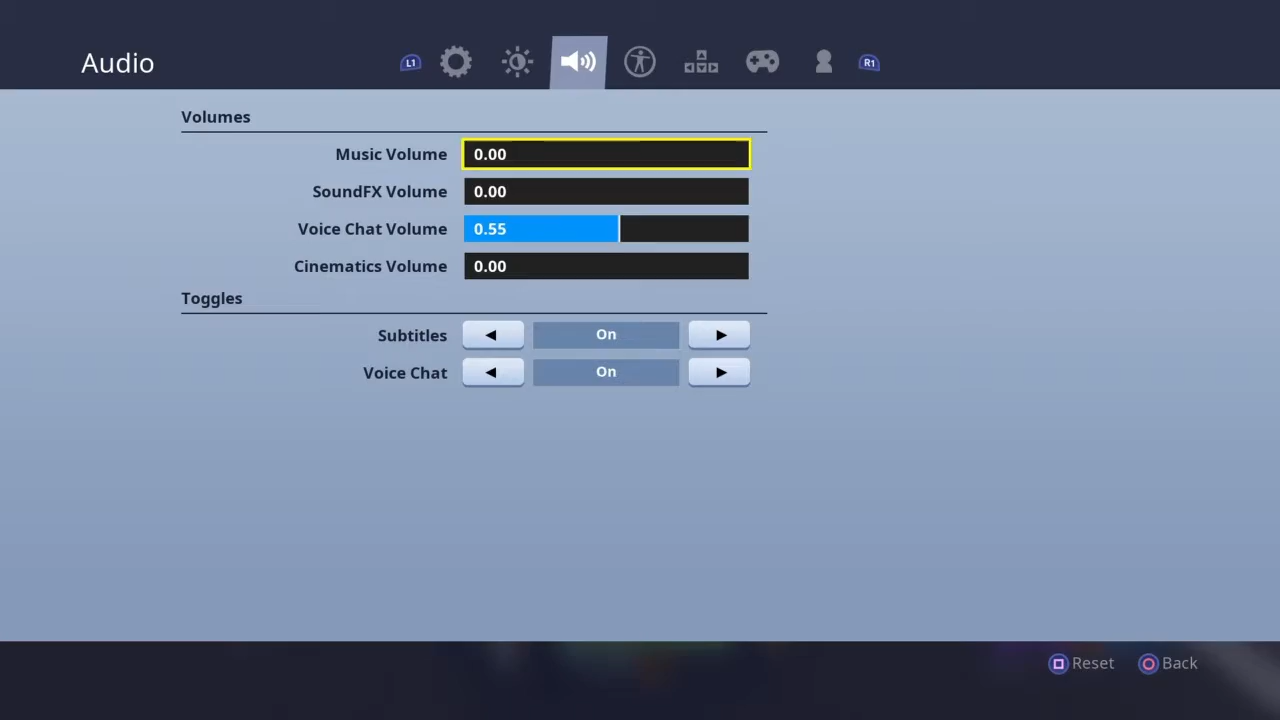 Audio
L1
R1
Volumes
Music Volume 0.00
SoundFX Volume 0.00
Voice Chat Volume 0.55
Cinematics Volume 0.00
Toggles
Subtitles On
Voice Chat On
Reset Back